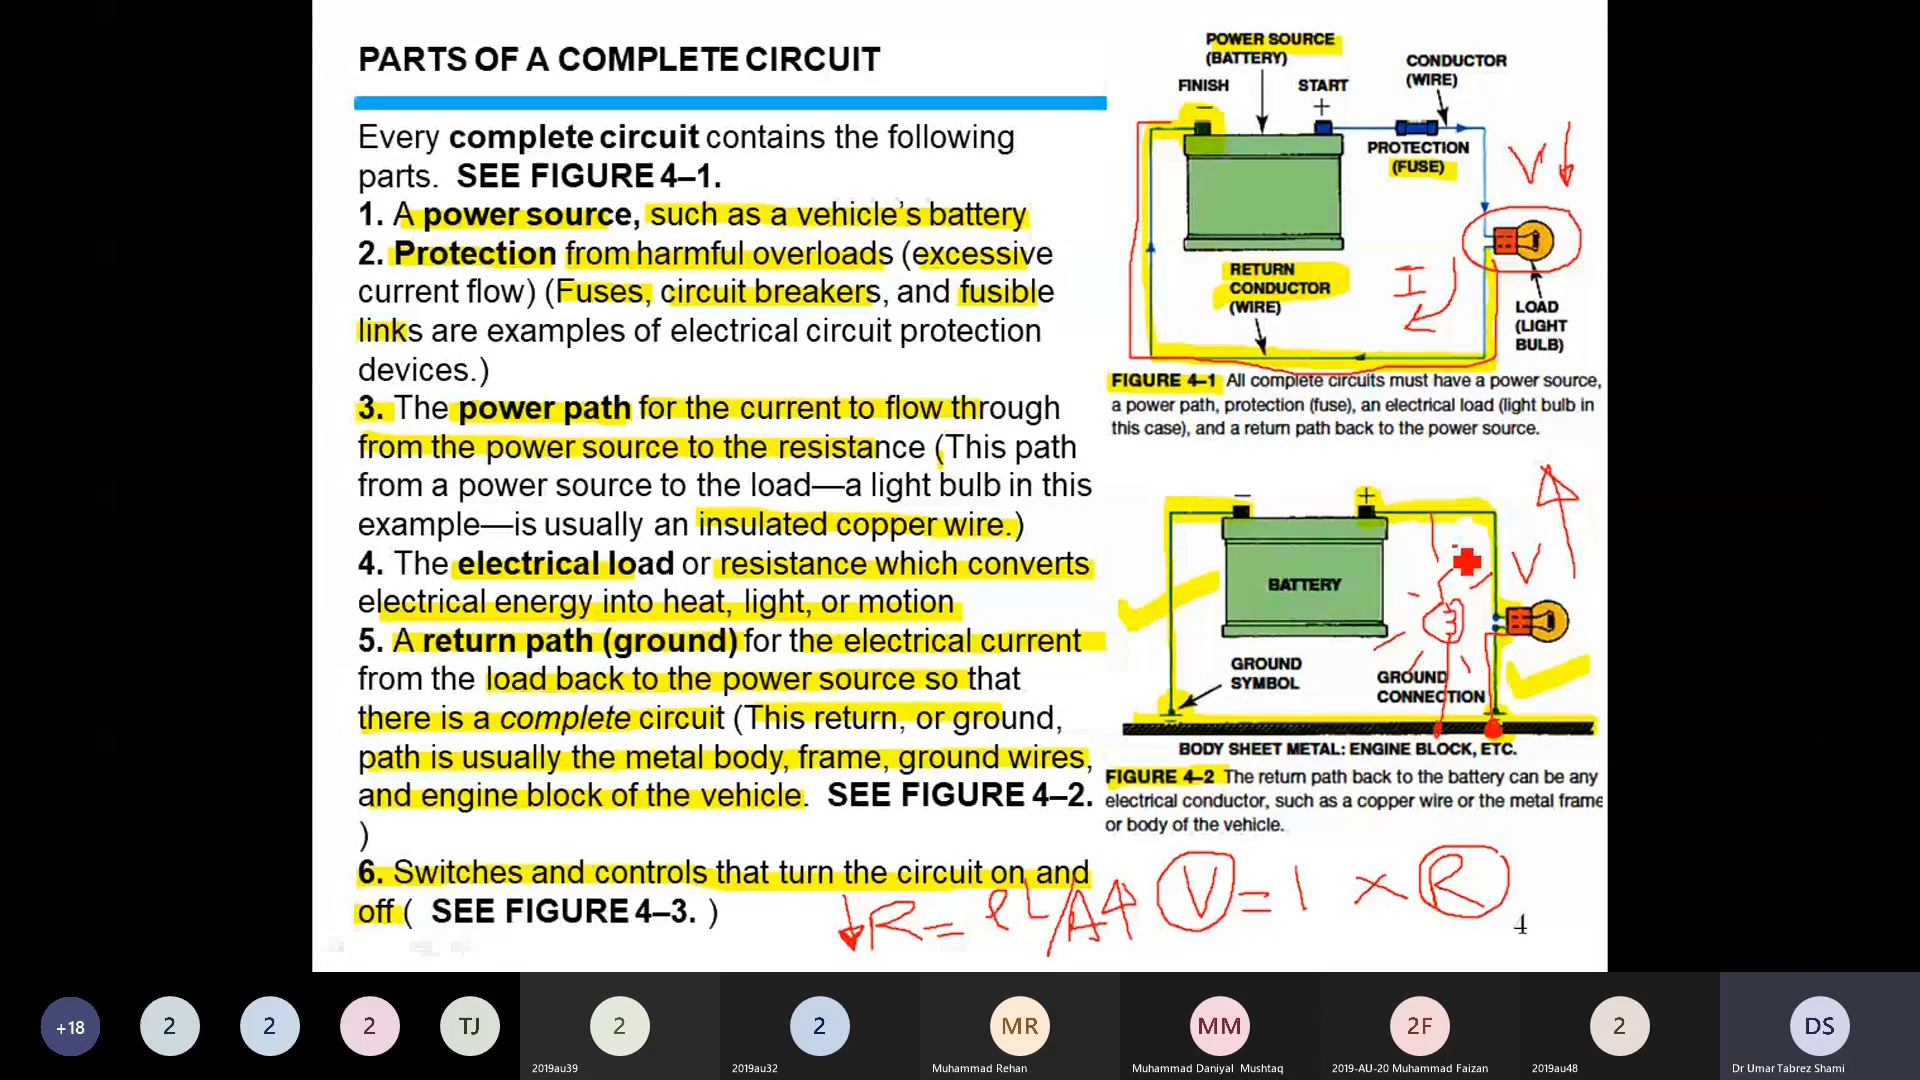 PARTS OF A COMPLETE CIRCUIT
Every complete circuit contains the following
parts. SEE FIGURE 4–1.
1. A power source, such as a vehicle’s battery
2. Protection from harmful overloads (excessive
current flow) (Fuses, circuit breakers, and fusible
links are examples of electrical circuit protection
devices.)
3. The power path for the current to flow through
from the power source to the resistance (This path
from a power source to the load—a light bulb in this
example—is usually an insulated copper wire.)
4. The electrical load or resistance which converts
electrical energy into heat, light, or motion
5. A return path (ground) for the electrical current
from the load back to the power source so that
there is a complete circuit (This return, or ground,
path is usually the metal body, frame, ground wires,
and engine block of the vehicle. SEE FIGURE 4–2.
)
6. Switches and controls that turn the circuit on and
off ( SEE FIGURE 4–3. )
POWER SOURCE
(BATTERY)
CONDUCTOR
(WIRE)
FINISH
START
−
+
PROTECTION
(FUSE)
V
RETURN
CONDUCTOR
(WIRE)
I
LOAD
(LIGHT
BULB)
FIGURE 4–1 All complete circuits must have a power source,
a power path, protection (fuse), an electrical load (light bulb in
this case), and a return path back to the power source.
−
+
BATTERY
V
GROUND
SYMBOL
GROUND
CONNECTION
BODY SHEET METAL: ENGINE BLOCK, ETC.
FIGURE 4–2 The return path back to the battery can be any
electrical conductor, such as a copper wire or the metal frame
or body of the vehicle.
R = ρL/A
V = I × R
4
+18
2
2
2
TJ
2
2019au39
2
2019au32
MR
Muhammad Rehan
MM
Muhammad Daniyal Mushtaq
2F
2019-AU-20 Muhammad Faizan
2
2019au48
DS
Dr Umar Tabrez Shami